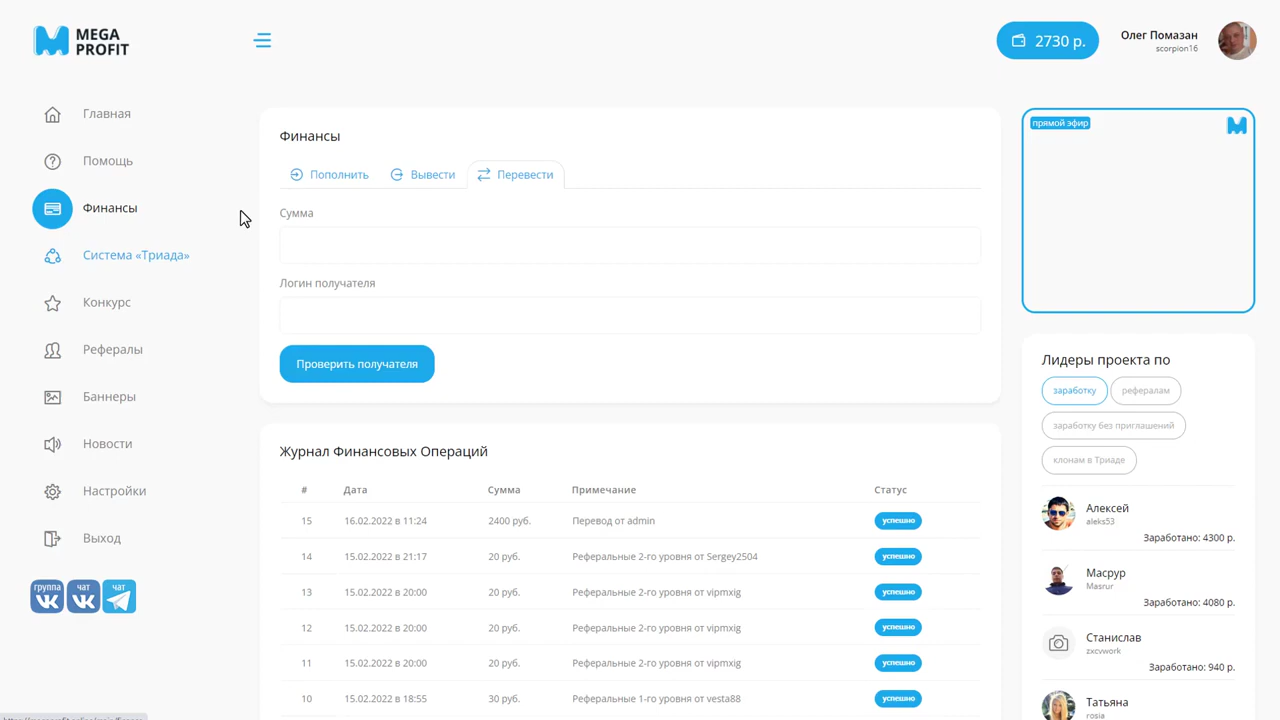 MEGA
PROFIT
2730 р.
Олег Помазан
scorpion16
Главная
Помощь
Финансы
Система «Триада»
Конкурс
Рефералы
Баннеры
Новости
Настройки
Выход
группа
чат
чат
Финансы
Пополнить
Вывести
Перевести
Сумма
Логин получателя
Проверить получателя
Журнал Финансовых Операций
# Дата Сумма Примечание Статус
15 16.02.2022 в 11:24 2400 руб. Перевод от admin успешно
14 15.02.2022 в 21:17 20 руб. Реферальные 2-го уровня от Sergey2504 успешно
13 15.02.2022 в 20:00 20 руб. Реферальные 2-го уровня от vipmxig успешно
12 15.02.2022 в 20:00 20 руб. Реферальные 2-го уровня от vipmxig успешно
11 15.02.2022 в 20:00 20 руб. Реферальные 2-го уровня от vipmxig успешно
10 15.02.2022 в 18:55 30 руб. Реферальные 1-го уровня от vesta88 успешно
прямой эфир
Лидеры проекта по
заработку
рефералам
заработку без приглашений
клонам в Триаде
Алексей
aleks53
Заработано: 4300 р.
Масрур
Masrur
Заработано: 4080 р.
Станислав
zxcvwork
Заработано: 940 р.
Татьяна
rosia